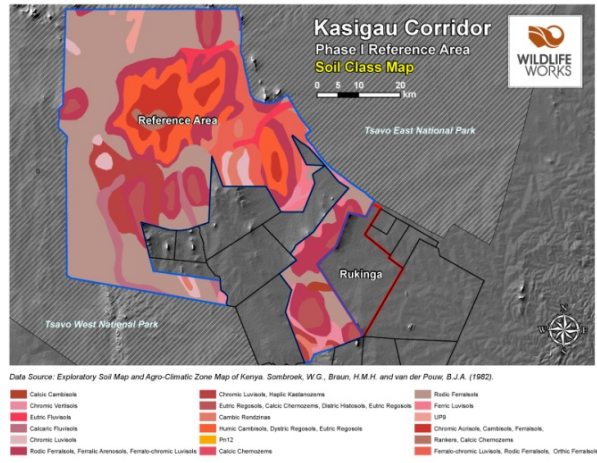 Kasigau Corridor
Phase I Reference Area
Soil Class Map
0 5 10 20
km
WILDLIFE
WORKS
Reference Area
Tsavo East National Park
Rukinga
Tsavo West National Park
N
W E
S
Data Source: Exploratory Soil Map and Agro-Climatic Zone Map of Kenya. Sombroek, W.G., Braun, H.M.H. and van der Pouw, B.J.A. (1982).
Calcic Cambisols
Chromic Vertisols
Eutric Fluvisols
Calcaric Fluvisols
Chromic Luvisols
Rodic Ferralsols, Ferralic Arenosols, Ferralo-chromic Luvisols
Chromic Luvisols, Haplic Kastanozems
Eutric Regosols, Calcic Chernozems, Distric Histosols, Eutric Regosols
Cambic Rendzinas
Humic Cambisols, Dystric Regosols, Eutric Regosols
Pn12
Calcic Chernozems
Rodic Ferralsols
Ferric Luvisols
UP9
Chromic Acrisols, Cambisols, Ferralsols,
Rankers, Calcic Chernozems
Ferralo-chromic Luvisols, Rodic Ferralsols, Orthic Ferralsols